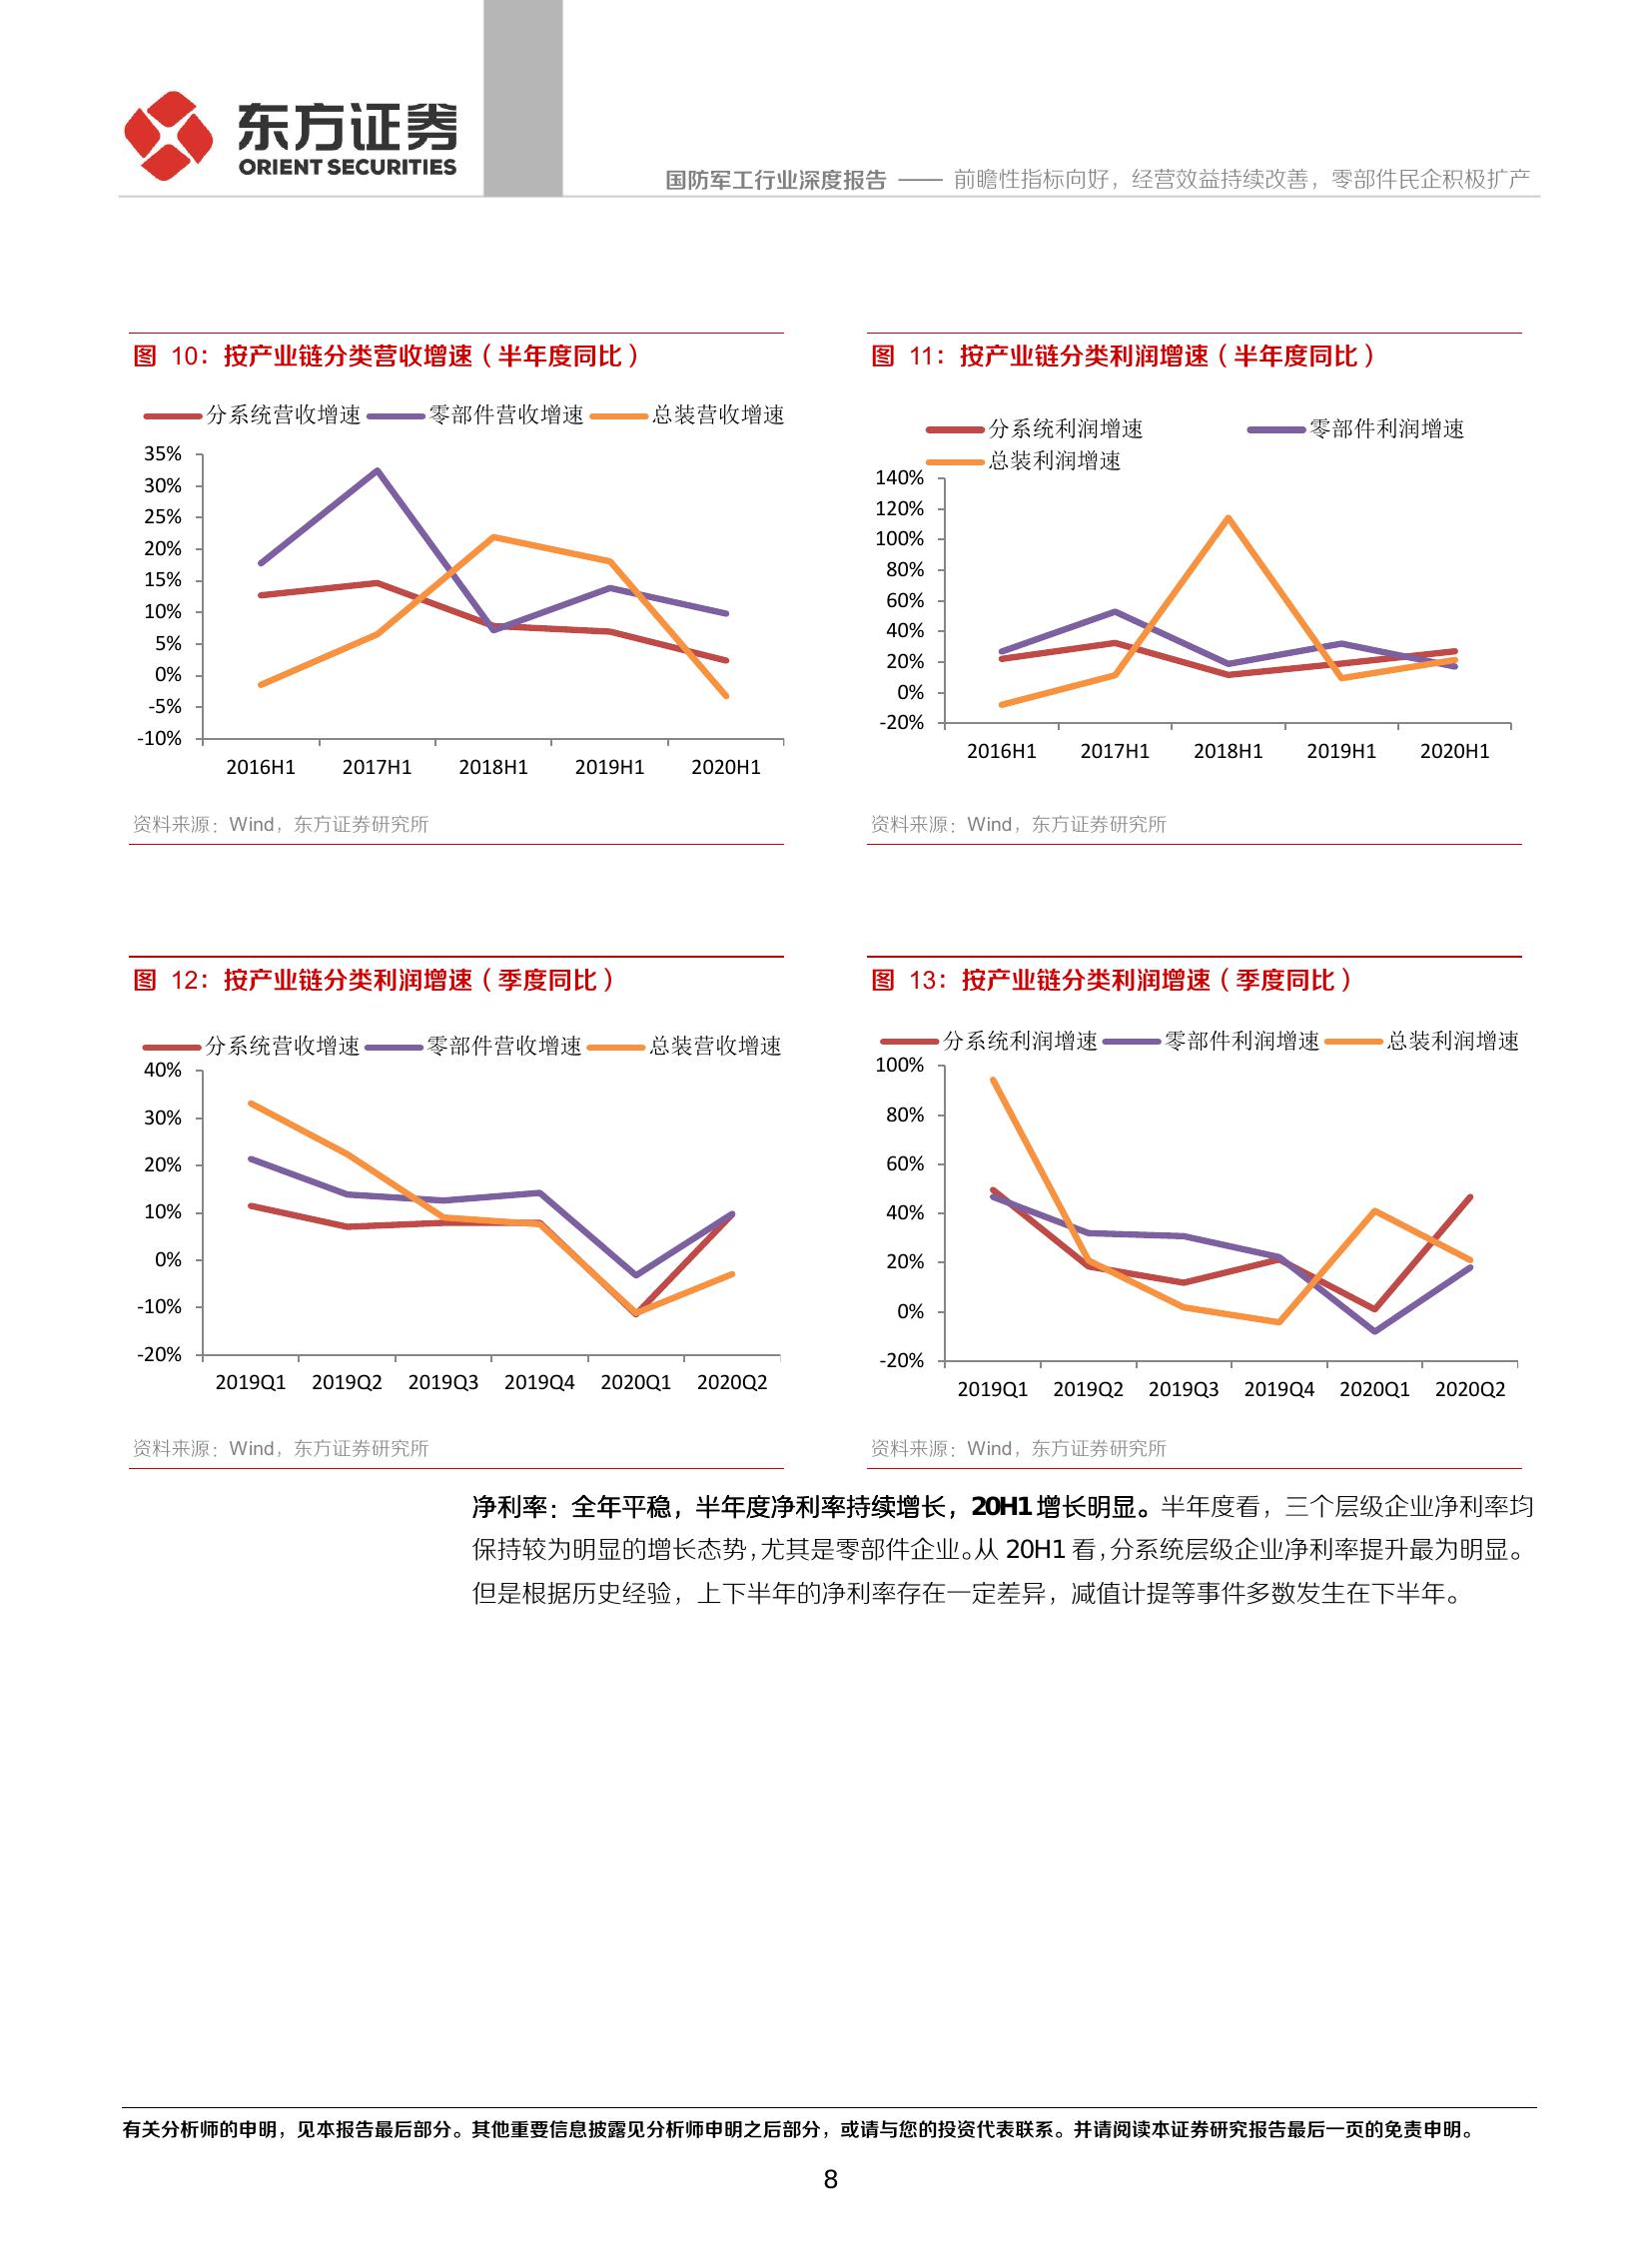 东方证券
ORIENT SECURITIES
国防军工行业深度报告 —— 前瞻性指标向好，经营效益持续改善，零部件民企积极扩产
图 10：按产业链分类营收增速（半年度同比）
分系统营收增速 零部件营收增速 总装营收增速
35%
30%
25%
20%
15%
10%
5%
0%
-5%
-10%
2016H1 2017H1 2018H1 2019H1 2020H1
资料来源：Wind，东方证券研究所
图 11：按产业链分类利润增速（半年度同比）
分系统利润增速 零部件利润增速
总装利润增速
140%
120%
100%
80%
60%
40%
20%
0%
-20%
2016H1 2017H1 2018H1 2019H1 2020H1
资料来源：Wind，东方证券研究所
图 12：按产业链分类利润增速（季度同比）
分系统营收增速 零部件营收增速 总装营收增速
40%
30%
20%
10%
0%
-10%
-20%
2019Q1 2019Q2 2019Q3 2019Q4 2020Q1 2020Q2
资料来源：Wind，东方证券研究所
图 13：按产业链分类利润增速（季度同比）
分系统利润增速 零部件利润增速 总装利润增速
100%
80%
60%
40%
20%
0%
-20%
2019Q1 2019Q2 2019Q3 2019Q4 2020Q1 2020Q2
资料来源：Wind，东方证券研究所
净利率：全年平稳，半年度净利率持续增长，20H1 增长明显。半年度看，三个层级企业净利率均
保持较为明显的增长态势，尤其是零部件企业。从 20H1 看，分系统层级企业净利率提升最为明显。
但是根据历史经验，上下半年的净利率存在一定差异，减值计提等事件多数发生在下半年。
有关分析师的申明，见本报告最后部分。其他重要信息披露见分析师申明之后部分，或请与您的投资代表联系。并请阅读本证券研究报告最后一页的免责申明。
8